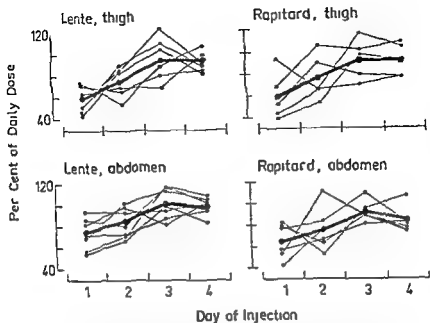 Lente, thigh
Rapitard, thigh
120
40
Per Cent of Daily Dose
Lente, abdomen
Rapitard, abdomen
120
40
1 2 3 4
1 2 3 4
Day of Injection